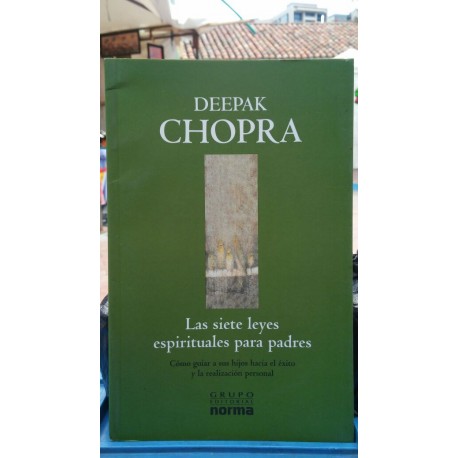 DEEPAK
CHOPRA
Las siete leyes
espirituales para padres
Cómo guiar a sus hijos hacia el éxito
y la realización personal
GRUPO
EDITORIAL
norma